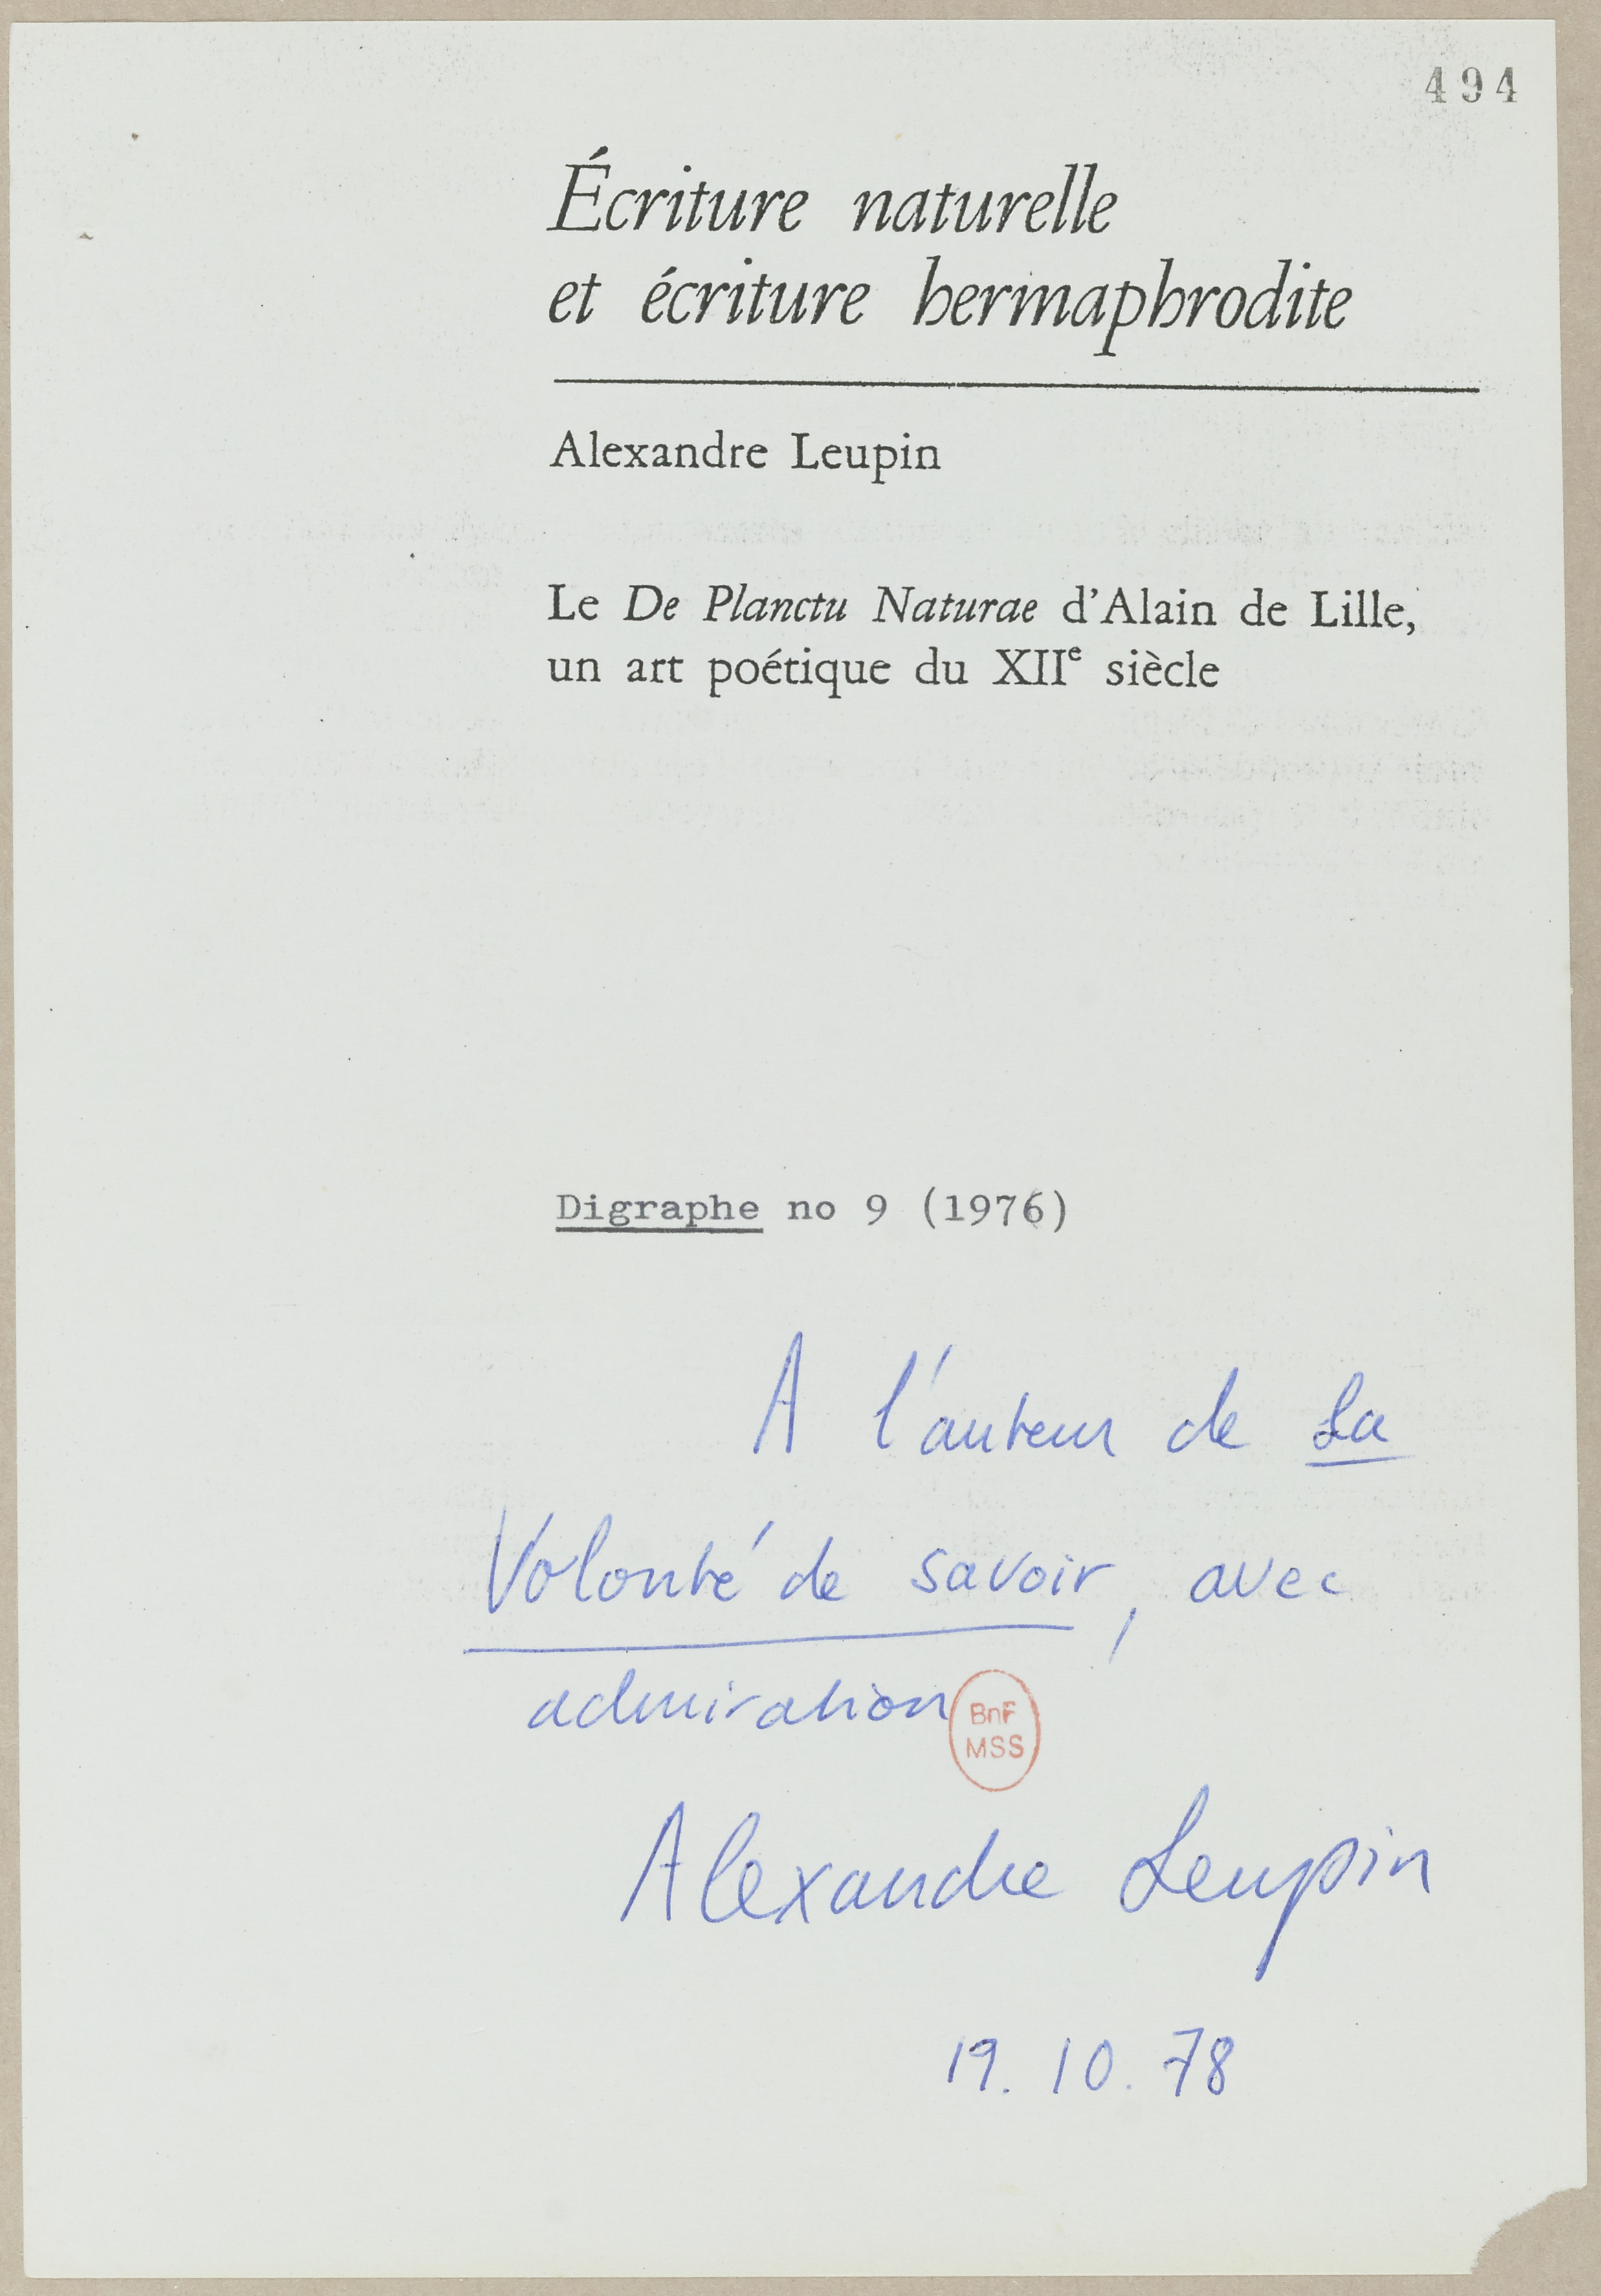 494
Écriture naturelle
et écriture hermaphrodite
Alexandre Leupin
Le De Planctu Naturae d'Alain de Lille,
un art poétique du XIIe siècle
Digraphe no 9 (1976)
A l'auteur de La
Volonté de savoir, avec
admiration
BnF
MSS
Alexandre Leupin
19.10.78